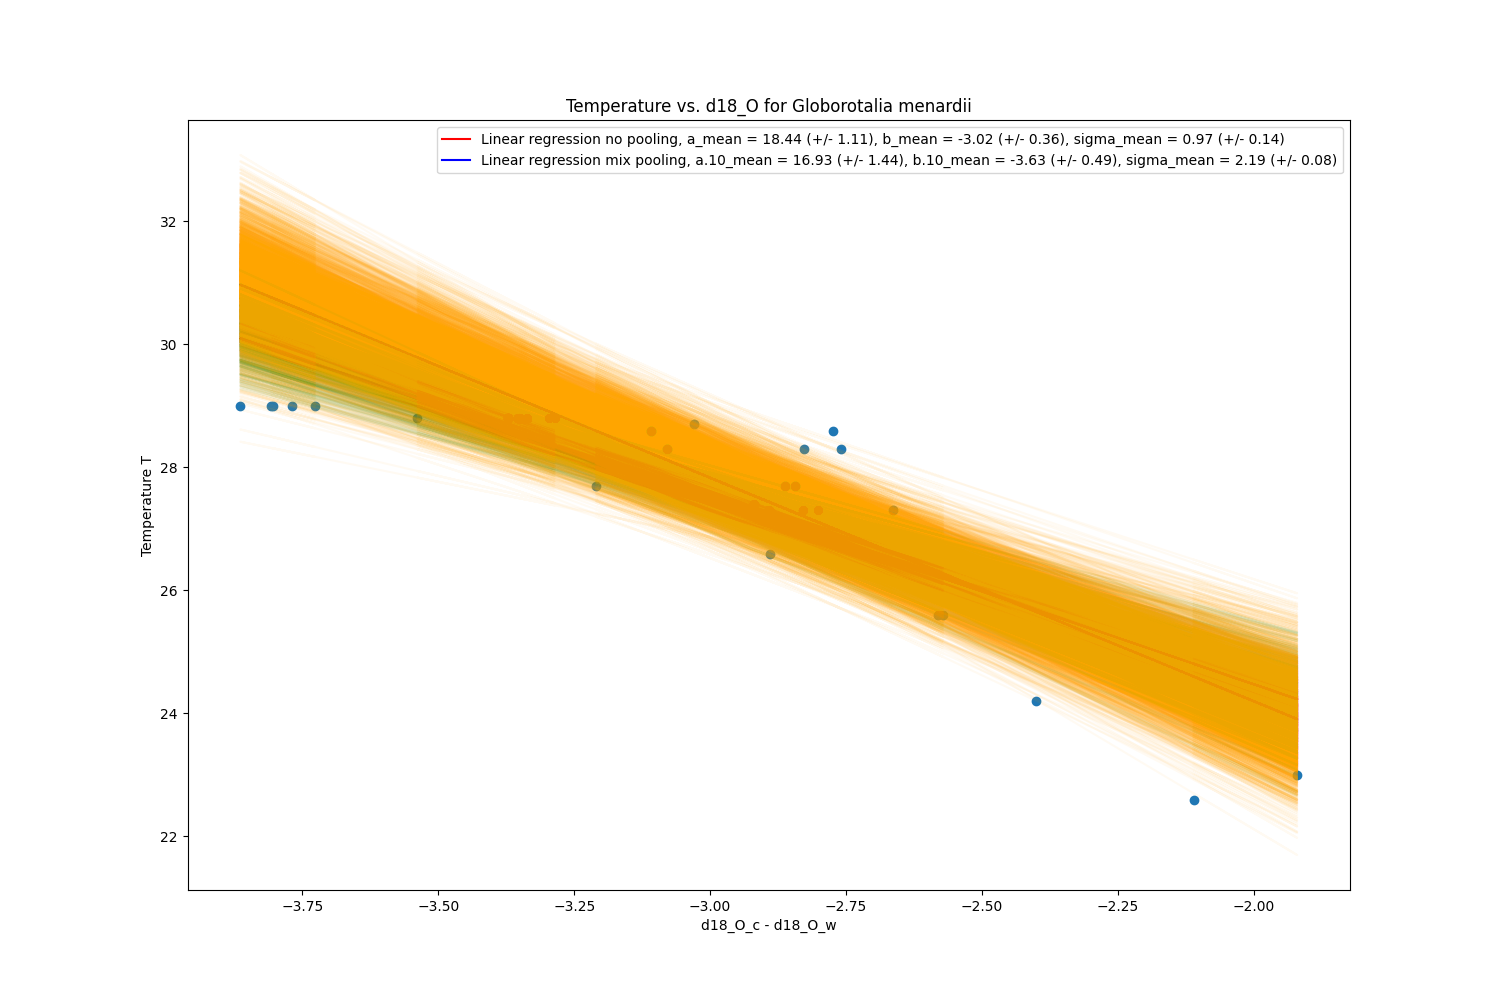 Temperature vs. d18_O for Globorotalia menardii
Linear regression no pooling, a_mean = 18.44 (+/- 1.11), b_mean = -3.02 (+/- 0.36), sigma_mean = 0.97 (+/- 0.14)
Linear regression mix pooling, a.10_mean = 16.93 (+/- 1.44), b.10_mean = -3.63 (+/- 0.49), sigma_mean = 2.19 (+/- 0.08)
32
30
28
26
24
22
Temperature T
−3.75 −3.50 −3.25 −3.00 −2.75 −2.50 −2.25 −2.00
d18_O_c - d18_O_w